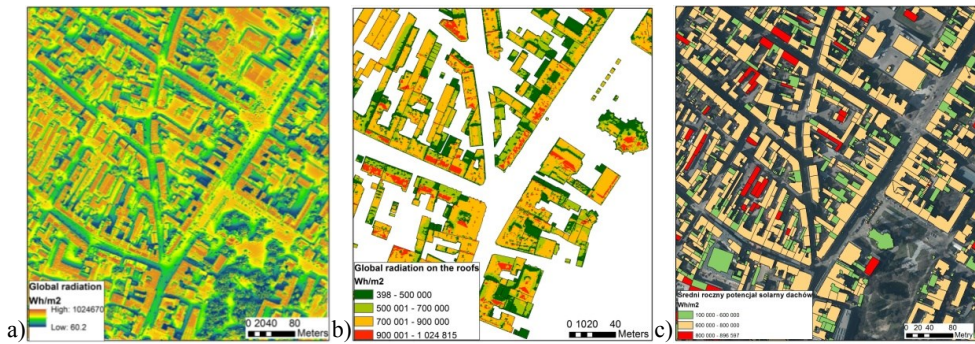 a)
Global radiation
Wh/m2
High: 1024670
Low: 60.2
0 2040 80
Meters
b)
Global radiation on the roofs
Wh/m2
398 - 500 000
500 001 - 700 000
700 001 - 900 000
900 001 - 1 024 815
0 1020 40
Meters
c)
Średni roczny potencjał solarny dachów
Wh/m2
100 000 - 600 000
600 000 - 800 000
800 000 - 896 597
0 20 40 80
Metry